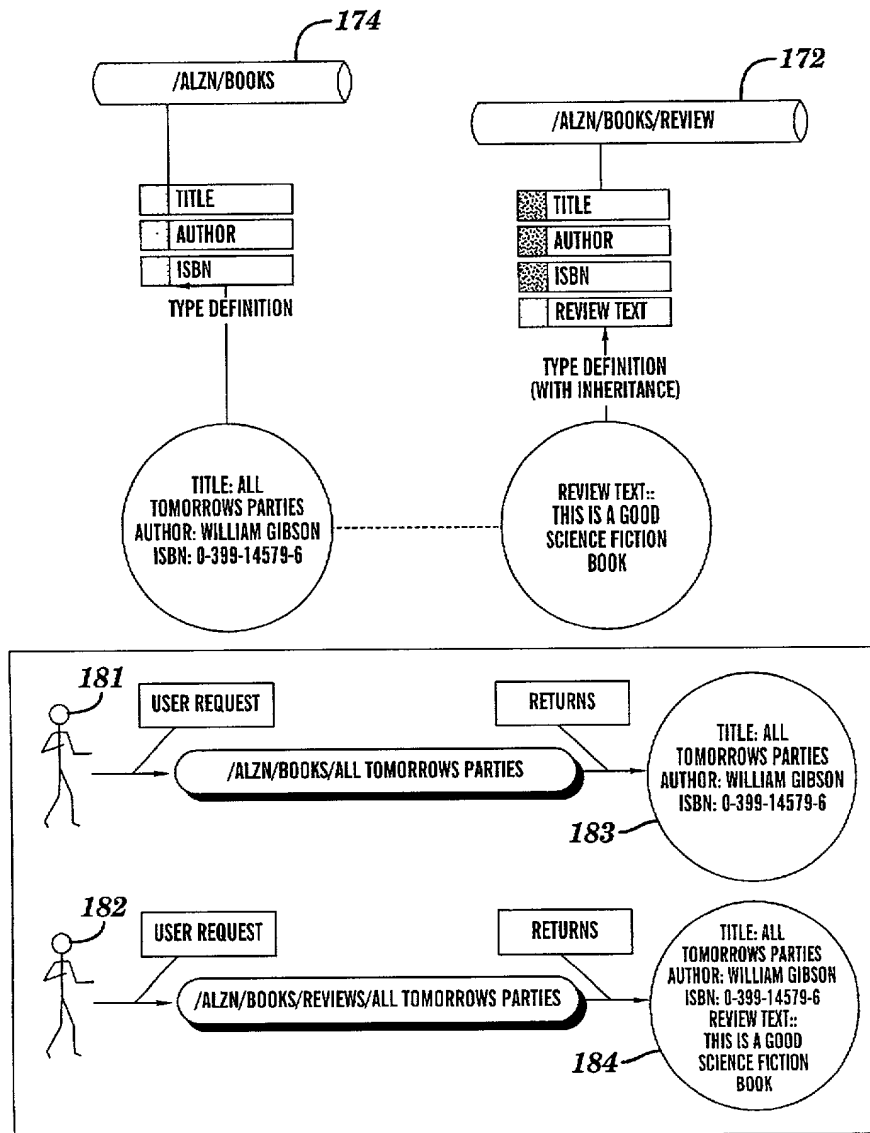 174
/ALZN/BOOKS
172
/ALZN/BOOKS/REVIEW
TITLE
AUTHOR
ISBN
TYPE DEFINITION
TITLE
AUTHOR
ISBN
REVIEW TEXT
TYPE DEFINITION
(WITH INHERITANCE)
TITLE: ALL
TOMORROWS PARTIES
AUTHOR: WILLIAM GIBSON
ISBN: 0-399-14579-6
REVIEW TEXT::
THIS IS A GOOD
SCIENCE FICTION
BOOK
181
USER REQUEST
RETURNS
/ALZN/BOOKS/ALL TOMORROWS PARTIES
TITLE: ALL
TOMORROWS PARTIES
AUTHOR: WILLIAM GIBSON
ISBN: 0-399-14579-6
183
182
USER REQUEST
RETURNS
/ALZN/BOOKS/REVIEWS/ALL TOMORROWS PARTIES
TITLE: ALL
TOMORROWS PARTIES
AUTHOR: WILLIAM GIBSON
ISBN: 0-399-14579-6
REVIEW TEXT::
THIS IS A GOOD
SCIENCE FICTION
BOOK
184